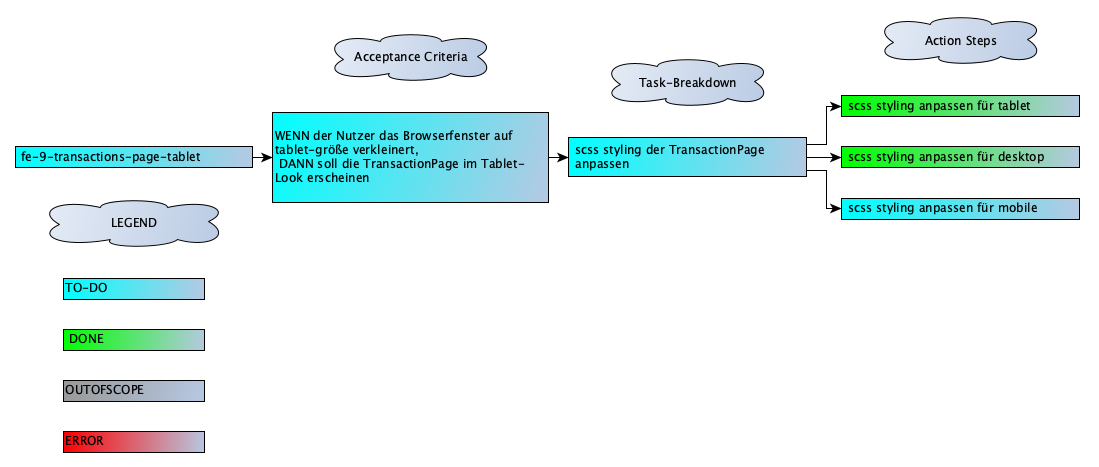 Acceptance Criteria
Task-Breakdown
Action Steps
fe-9-transactions-page-tablet
WENN der Nutzer das Browserfenster auf
tablet-größe verkleinert,
DANN soll die TransactionPage im Tablet-
Look erscheinen
scss styling der TransactionPage
anpassen
scss styling anpassen für tablet
scss styling anpassen für desktop
scss styling anpassen für mobile
LEGEND
TO-DO
DONE
OUTOFSCOPE
ERROR